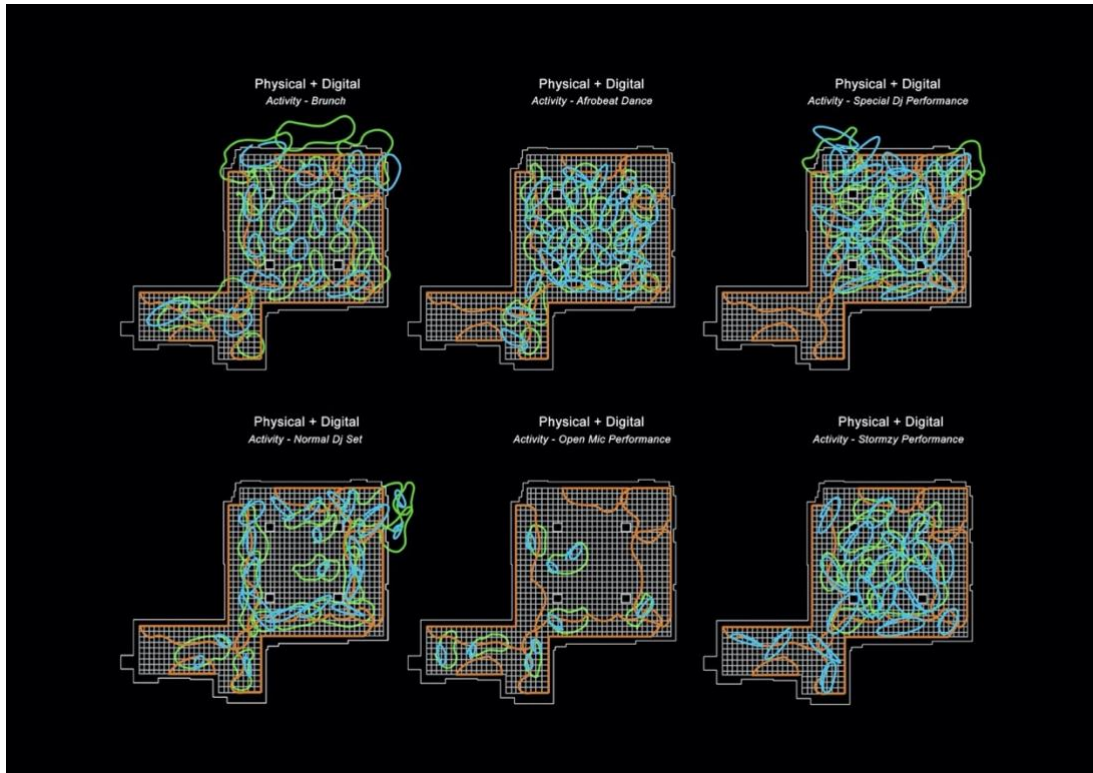 Physical + Digital
Activity - Brunch
Physical + Digital
Activity - Afrobeat Dance
Physical + Digital
Activity - Special Dj Performance
Physical + Digital
Activity - Normal Dj Set
Physical + Digital
Activity - Open Mic Performance
Physical + Digital
Activity - Stormzy Performance